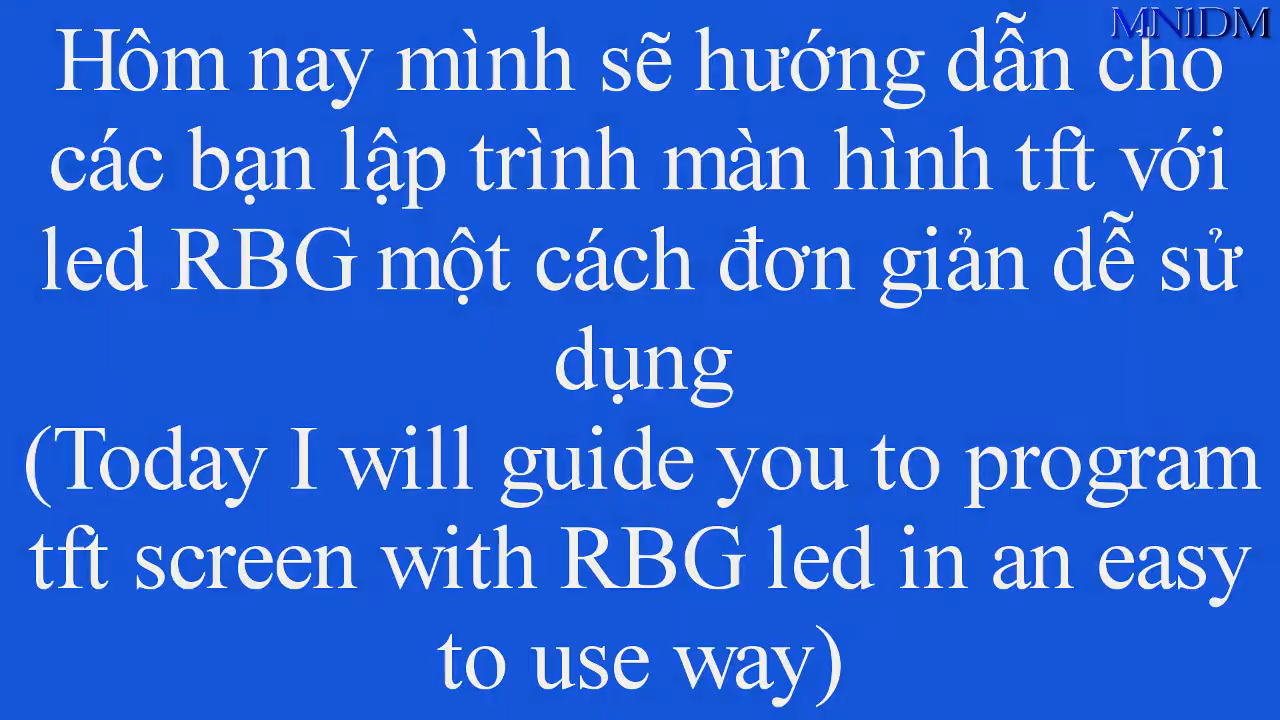 MN1DM
Hôm nay mình sẽ hướng dẫn cho
các bạn lập trình màn hình tft với
led RBG một cách đơn giản dễ sử
dụng
(Today I will guide you to program
tft screen with RBG led in an easy
to use way)